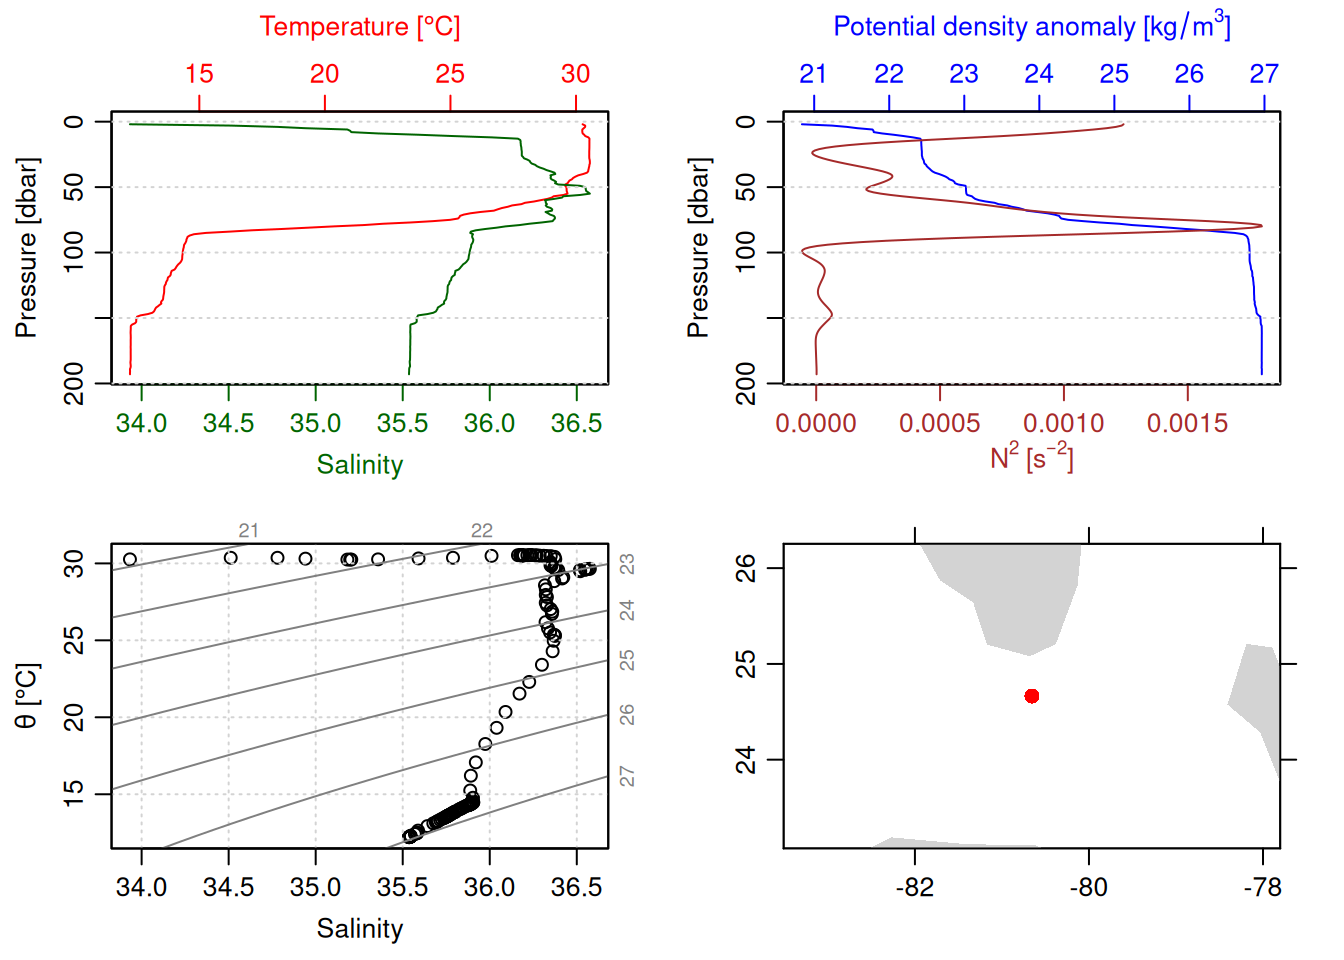 Temperature [°C]
15 20 25 30
Pressure [dbar]
0
50
100
200
34.0 34.5 35.0 35.5 36.0 36.5
Salinity
Potential density anomaly [kg/m³]
21 22 23 24 25 26 27
Pressure [dbar]
0
50
100
200
0.0000 0.0005 0.0010 0.0015
N² [s⁻²]
21 22
23
24
25
26
27
θ [°C]
30
25
20
15
34.0 34.5 35.0 35.5 36.0 36.5
Salinity
26
25
24
-82 -80 -78